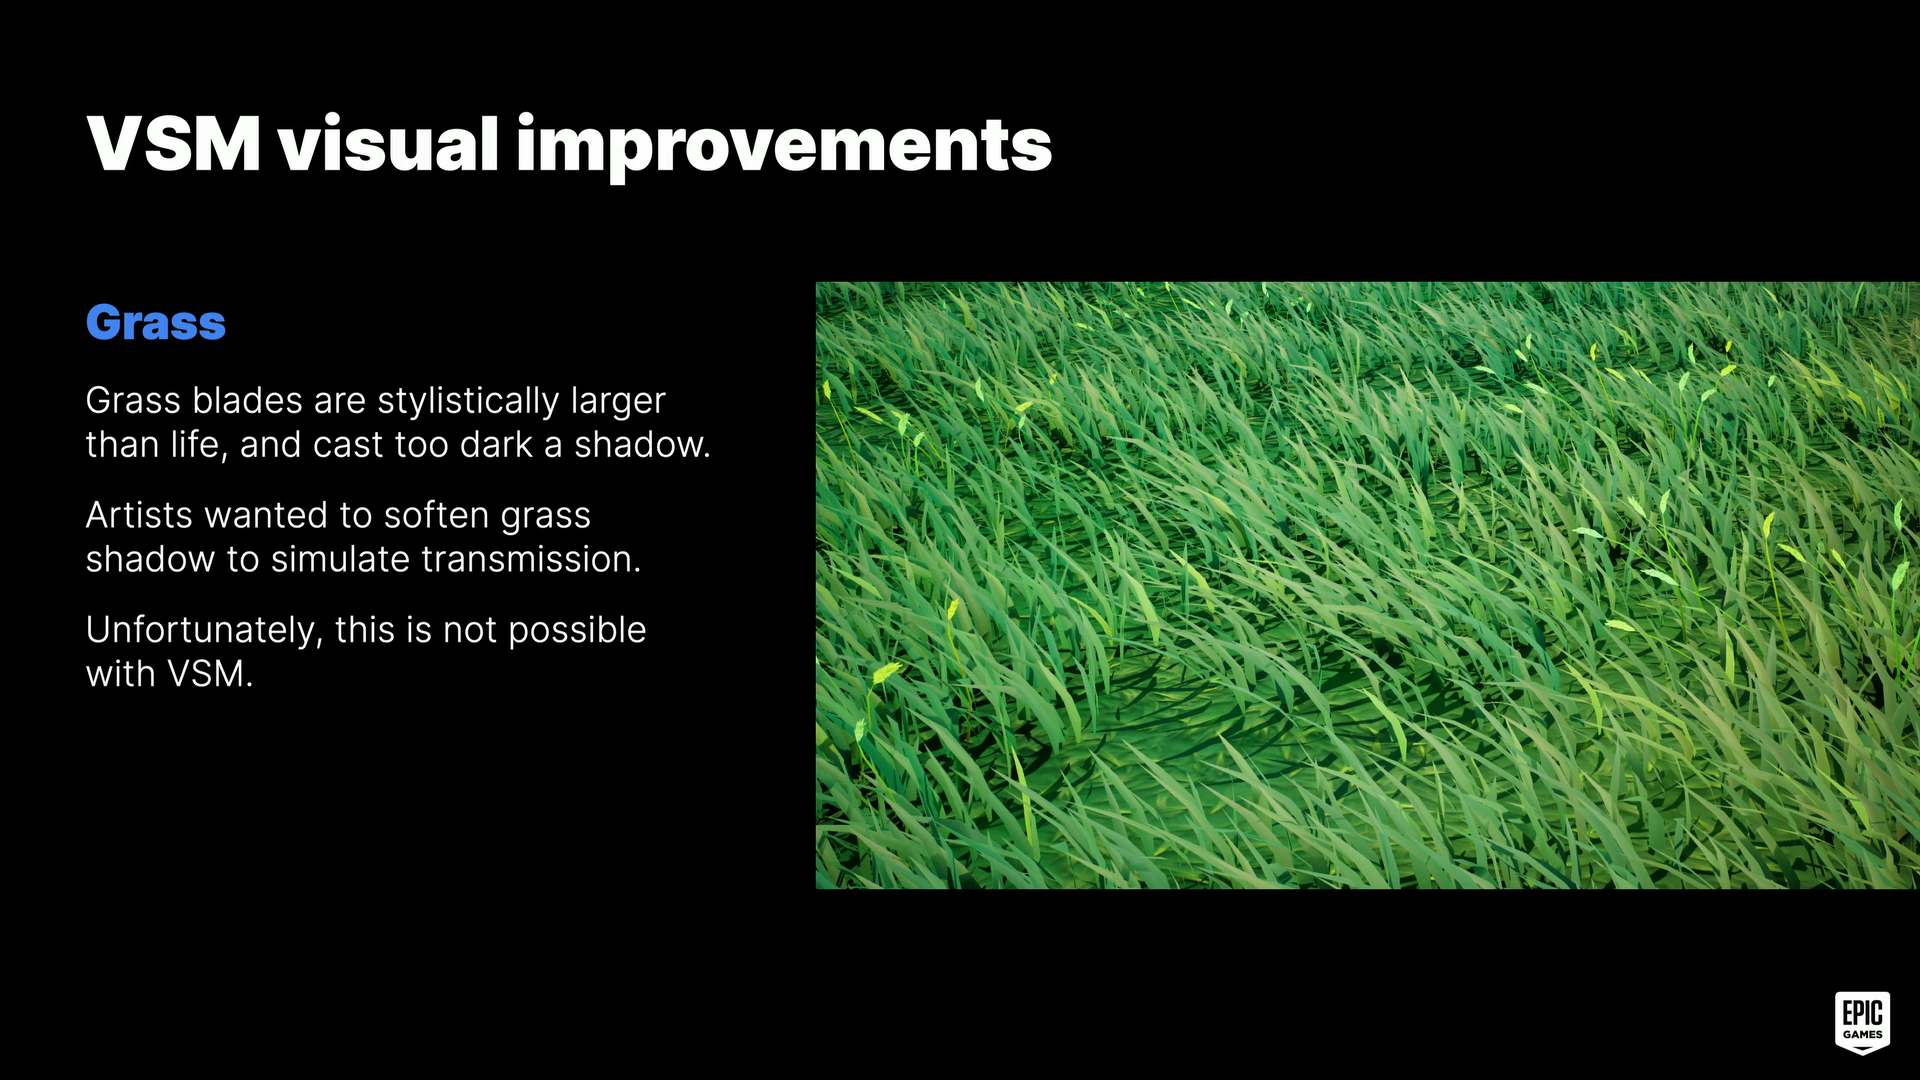 VSM visual improvements
Grass
Grass blades are stylistically larger
than life, and cast too dark a shadow.
Artists wanted to soften grass
shadow to simulate transmission.
Unfortunately, this is not possible
with VSM.
EPIC
GAMES